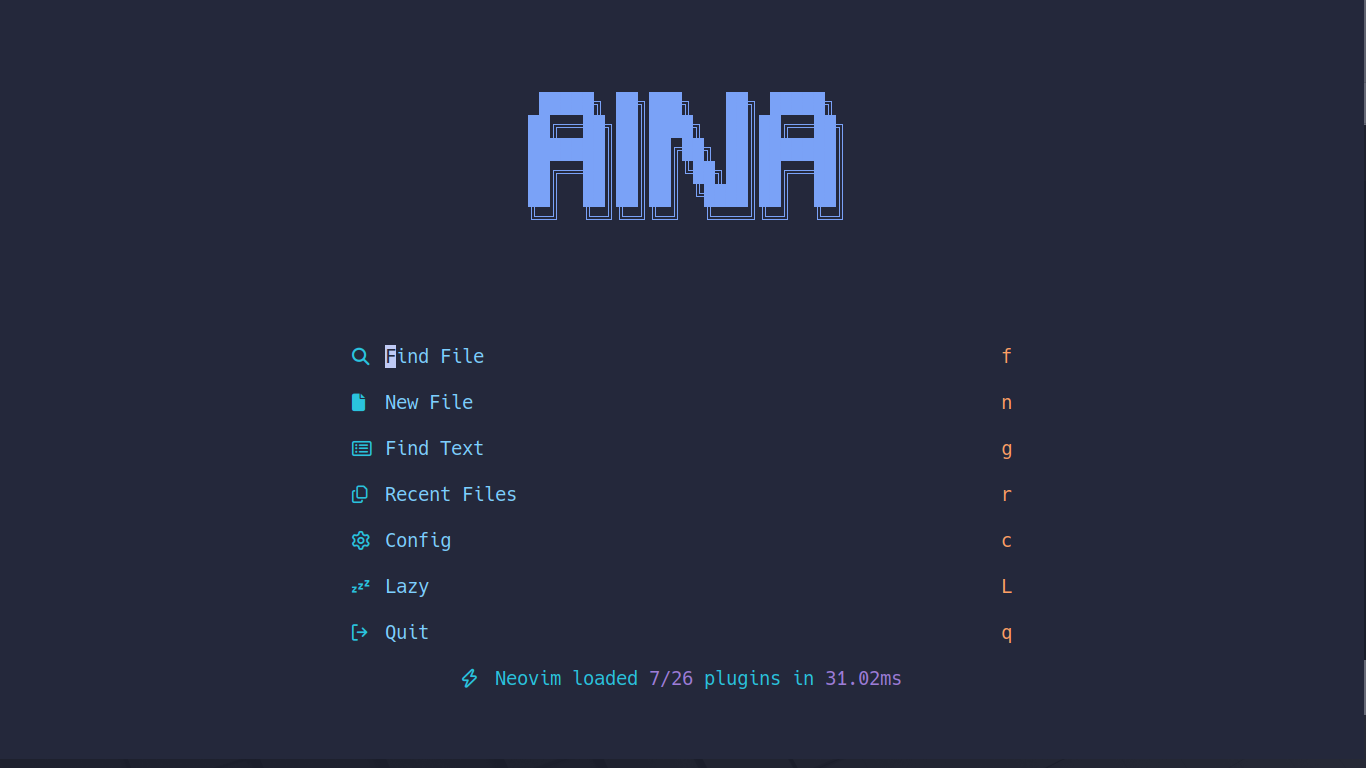 AINA
Find File f
New File n
Find Text g
Recent Files r
Config c
Lazy L
Quit q
Neovim loaded 7/26 plugins in 31.02ms